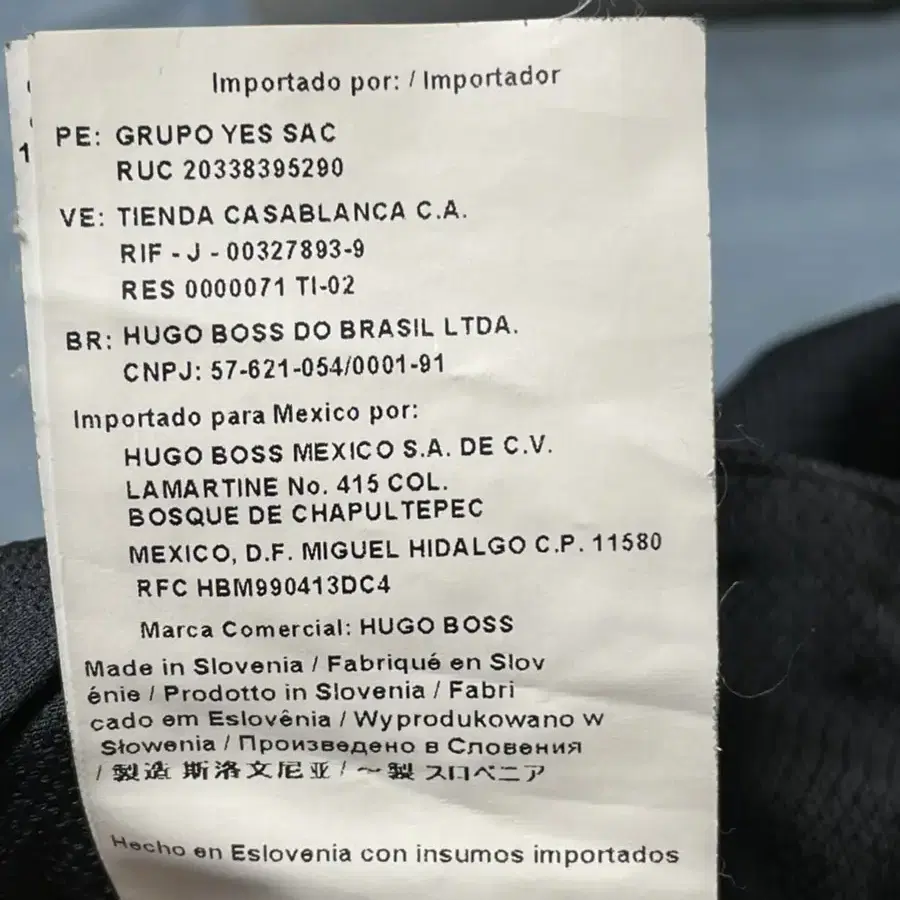 Importado por: / Importador
PE: GRUPO YES SAC
RUC 20338395290
VE: TIENDA CASABLANCA C.A.
RIF - J - 00327893-9
RES 0000071 TI-02
BR: HUGO BOSS DO BRASIL LTDA.
CNPJ: 57-621-054/0001-91
Importado para Mexico por:
HUGO BOSS MEXICO S.A. DE C.V.
LAMARTINE No. 415 COL.
BOSQUE DE CHAPULTEPEC
MEXICO, D.F. MIGUEL HIDALGO C.P. 11580
RFC HBM990413DC4
Marca Comercial: HUGO BOSS
Made in Slovenia / Fabriqué en Slov
énie / Prodotto in Slovenia / Fabri
cado em Eslovênia / Wyprodukowano w
Słowenia / Произведено в Словения
/ 製造 斯洛文尼亚 / ～製 スロベニア
Hecho en Eslovenia con insumos importados